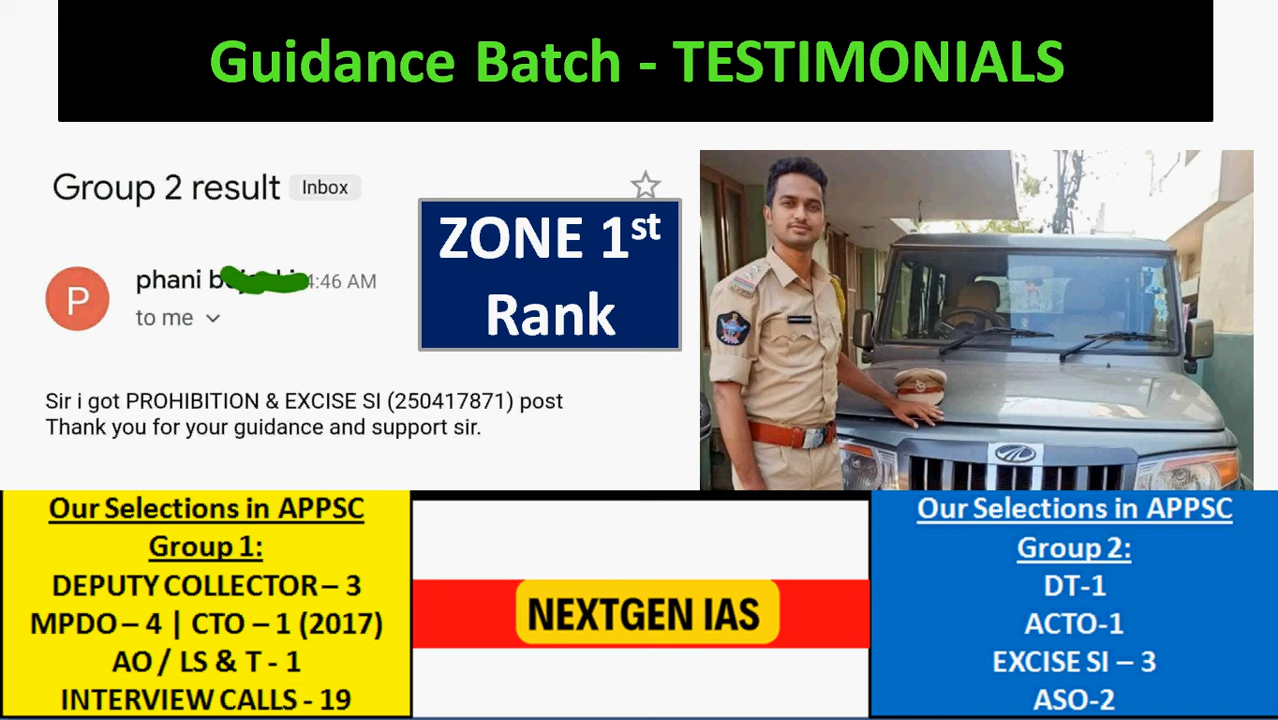 Guidance Batch - TESTIMONIALS
Group 2 result Inbox
ZONE 1st
Rank
P
phani
4:46 AM
to me
Sir i got PROHIBITION & EXCISE SI (250417871) post
Thank you for your guidance and support sir.
Our Selections in APPSC
Group 1:
DEPUTY COLLECTOR – 3
MPDO – 4 | CTO – 1 (2017)
AO / LS & T - 1
INTERVIEW CALLS - 19
NEXTGEN IAS
Our Selections in APPSC
Group 2:
DT-1
ACTO-1
EXCISE SI – 3
ASO-2